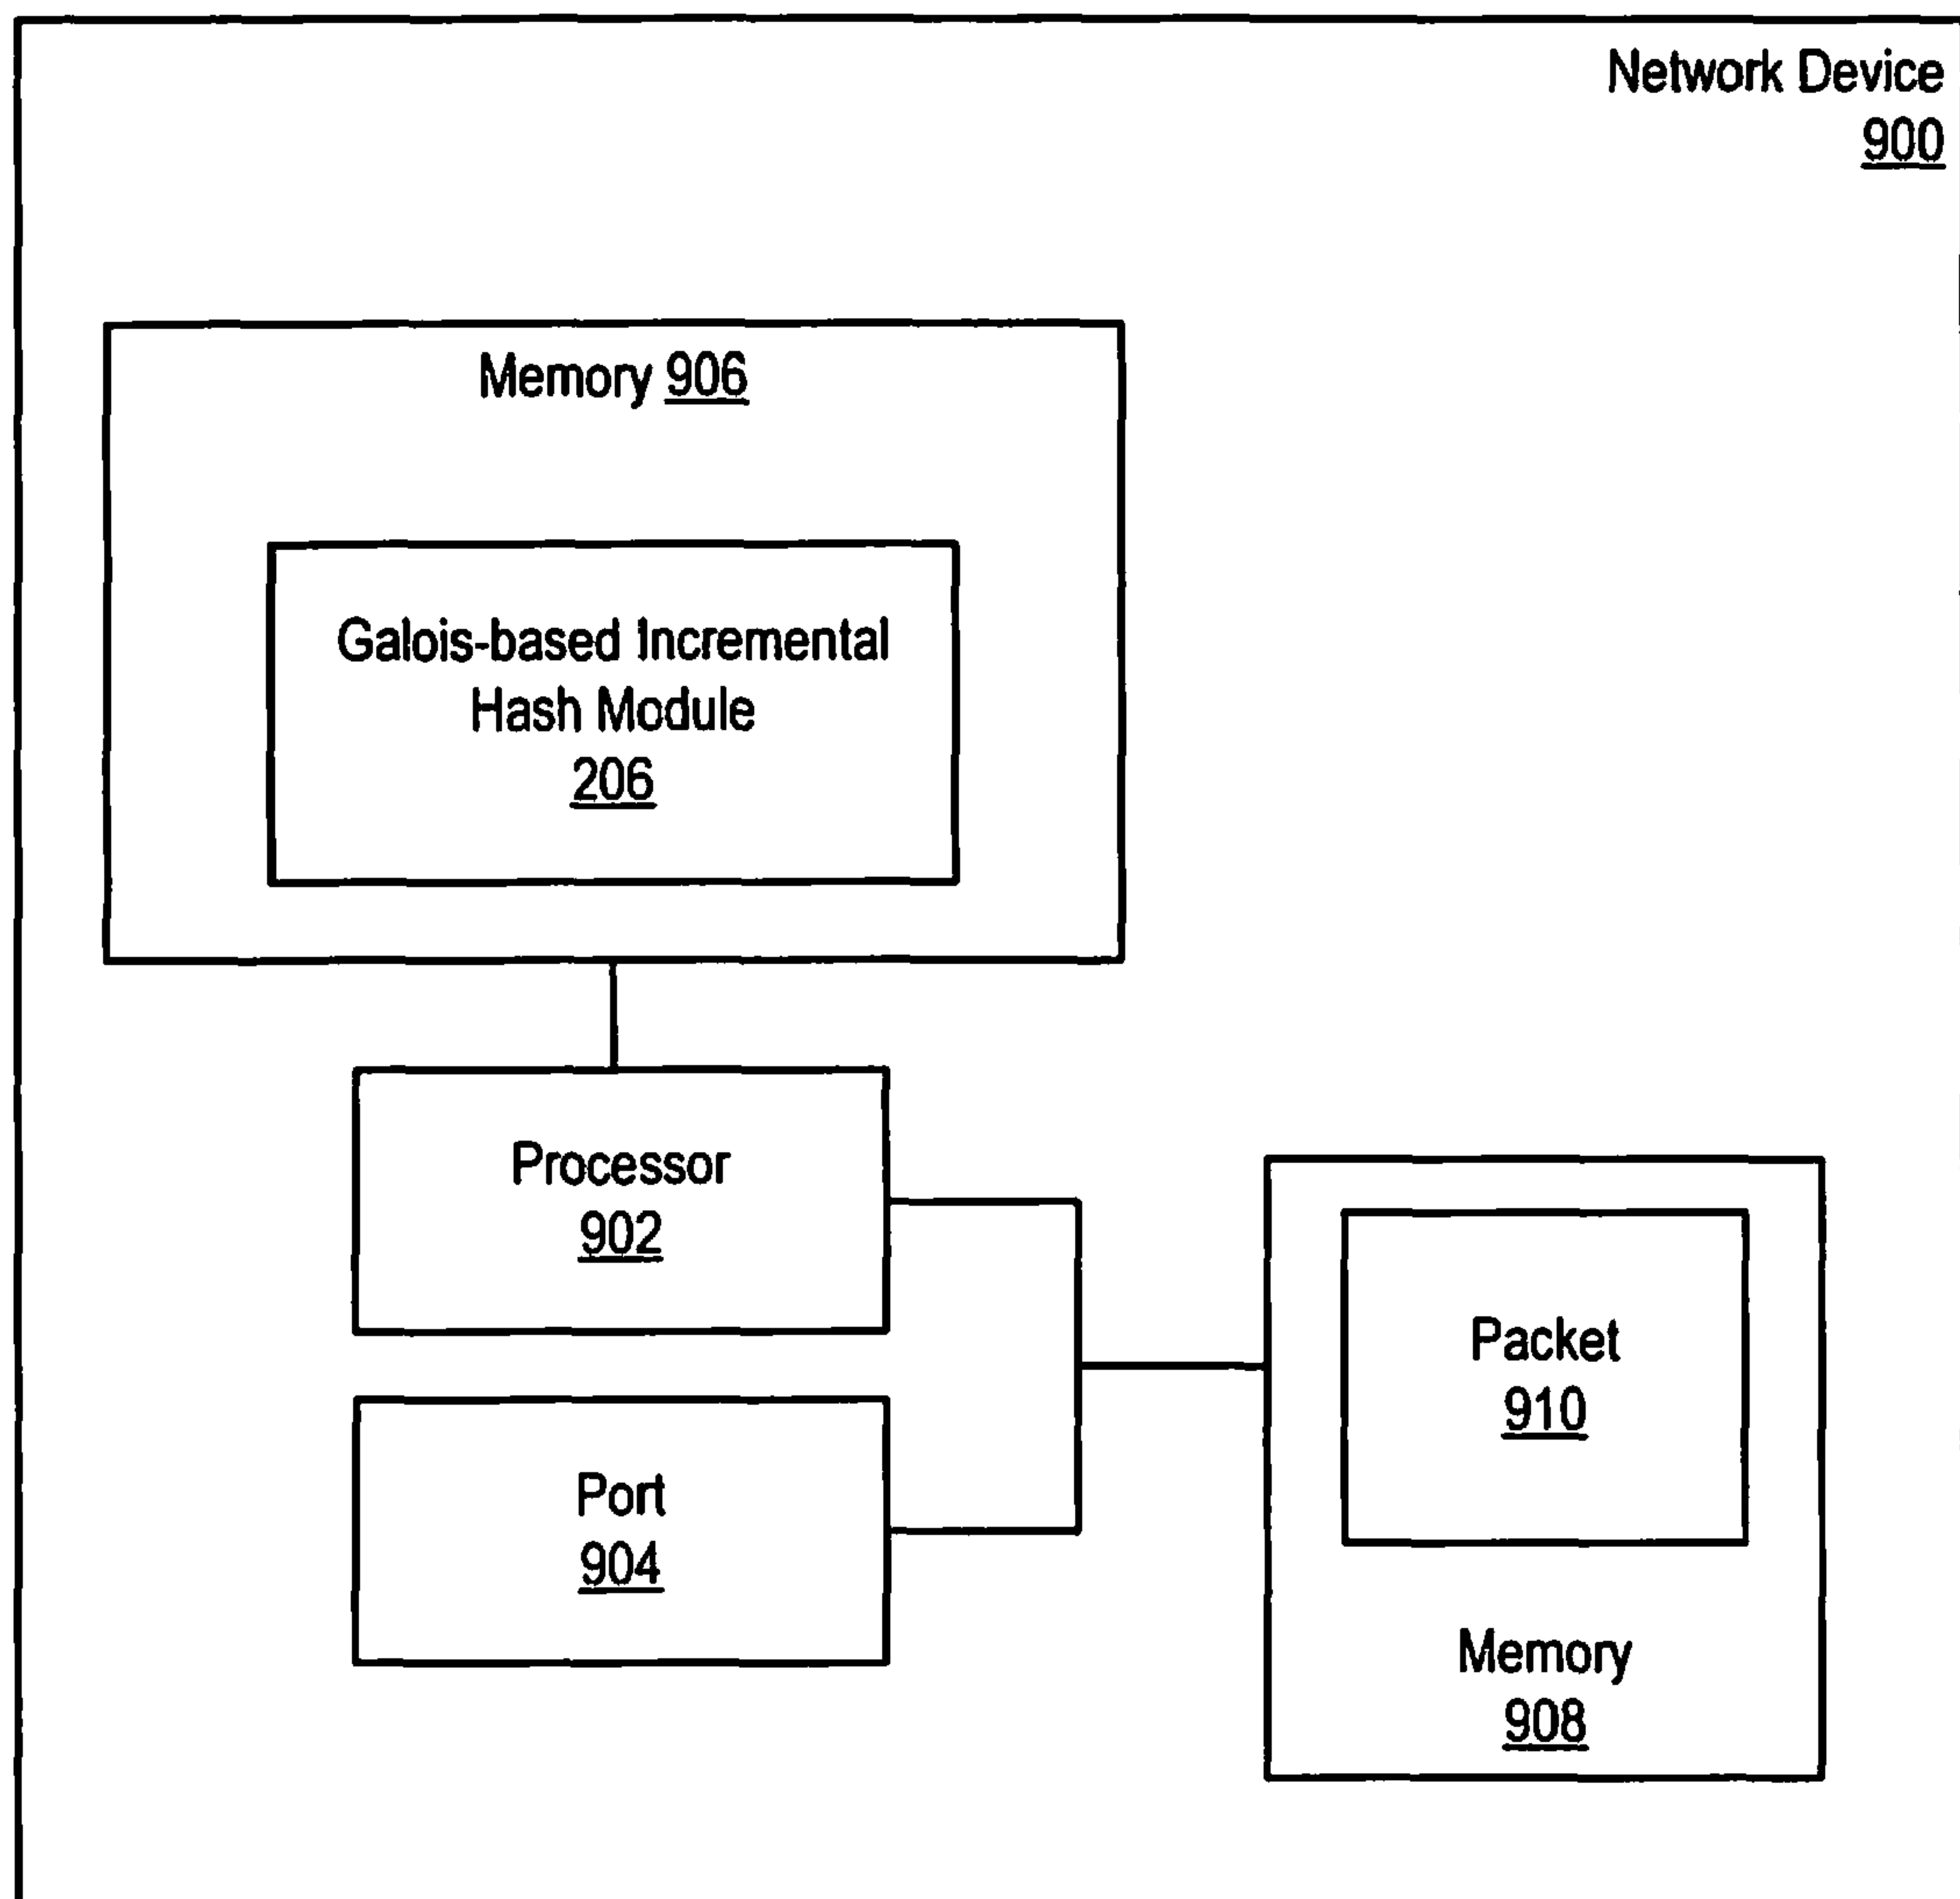 Network Device
900
Memory 906
Galois-based Incremental
Hash Module
206
Processor
902
Port
904
Packet
910
Memory
908